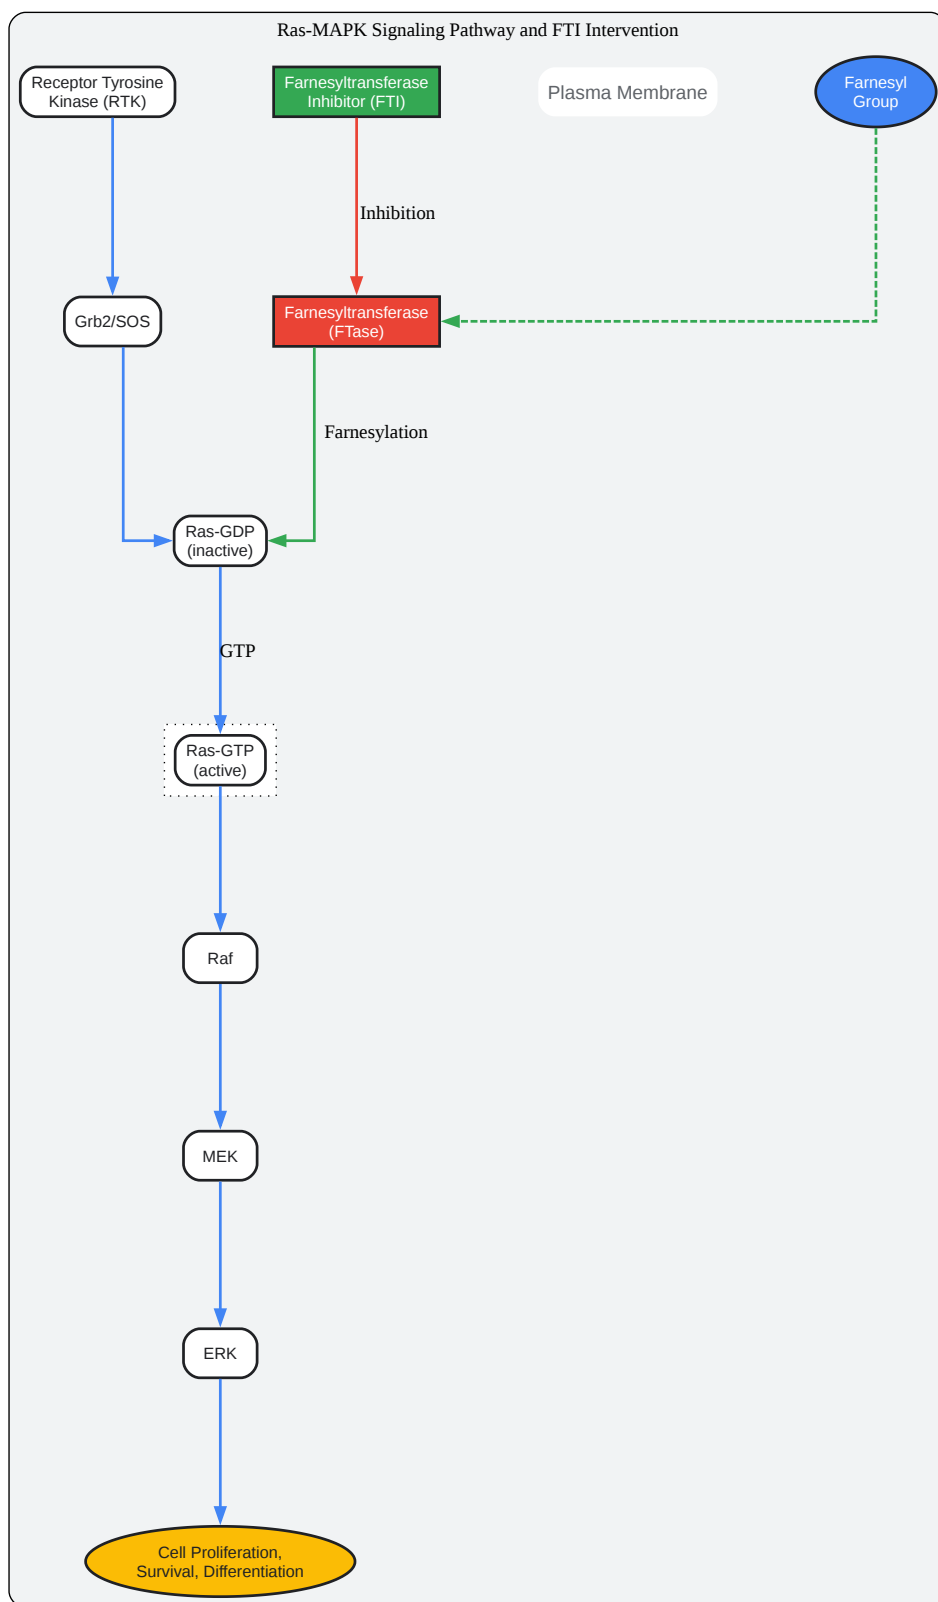 Ras-MAPK Signaling Pathway and FTI Intervention
Receptor Tyrosine
Kinase (RTK)
Farnesyltransferase
Inhibitor (FTI)
Plasma Membrane
Farnesyl
Group
Inhibition
Grb2/SOS
Farnesyltransferase
(FTase)
Farnesylation
Ras-GDP
(inactive)
GTP
Ras-GTP
(active)
Raf
MEK
ERK
Cell Proliferation,
Survival, Differentiation